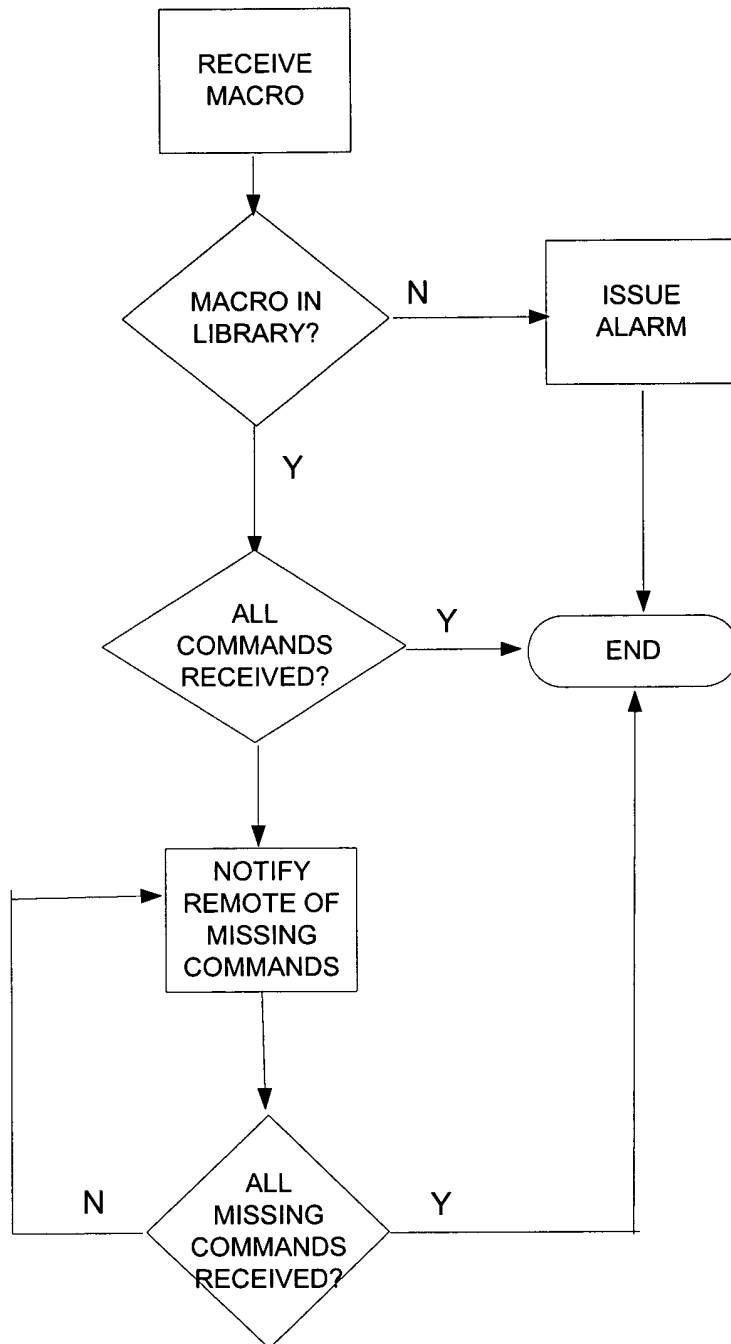 RECEIVE
MACRO
MACRO IN
LIBRARY?
N
ISSUE
ALARM
Y
ALL
COMMANDS
RECEIVED?
Y
END
NOTIFY
REMOTE OF
MISSING
COMMANDS
N
ALL
MISSING
COMMANDS
RECEIVED?
Y